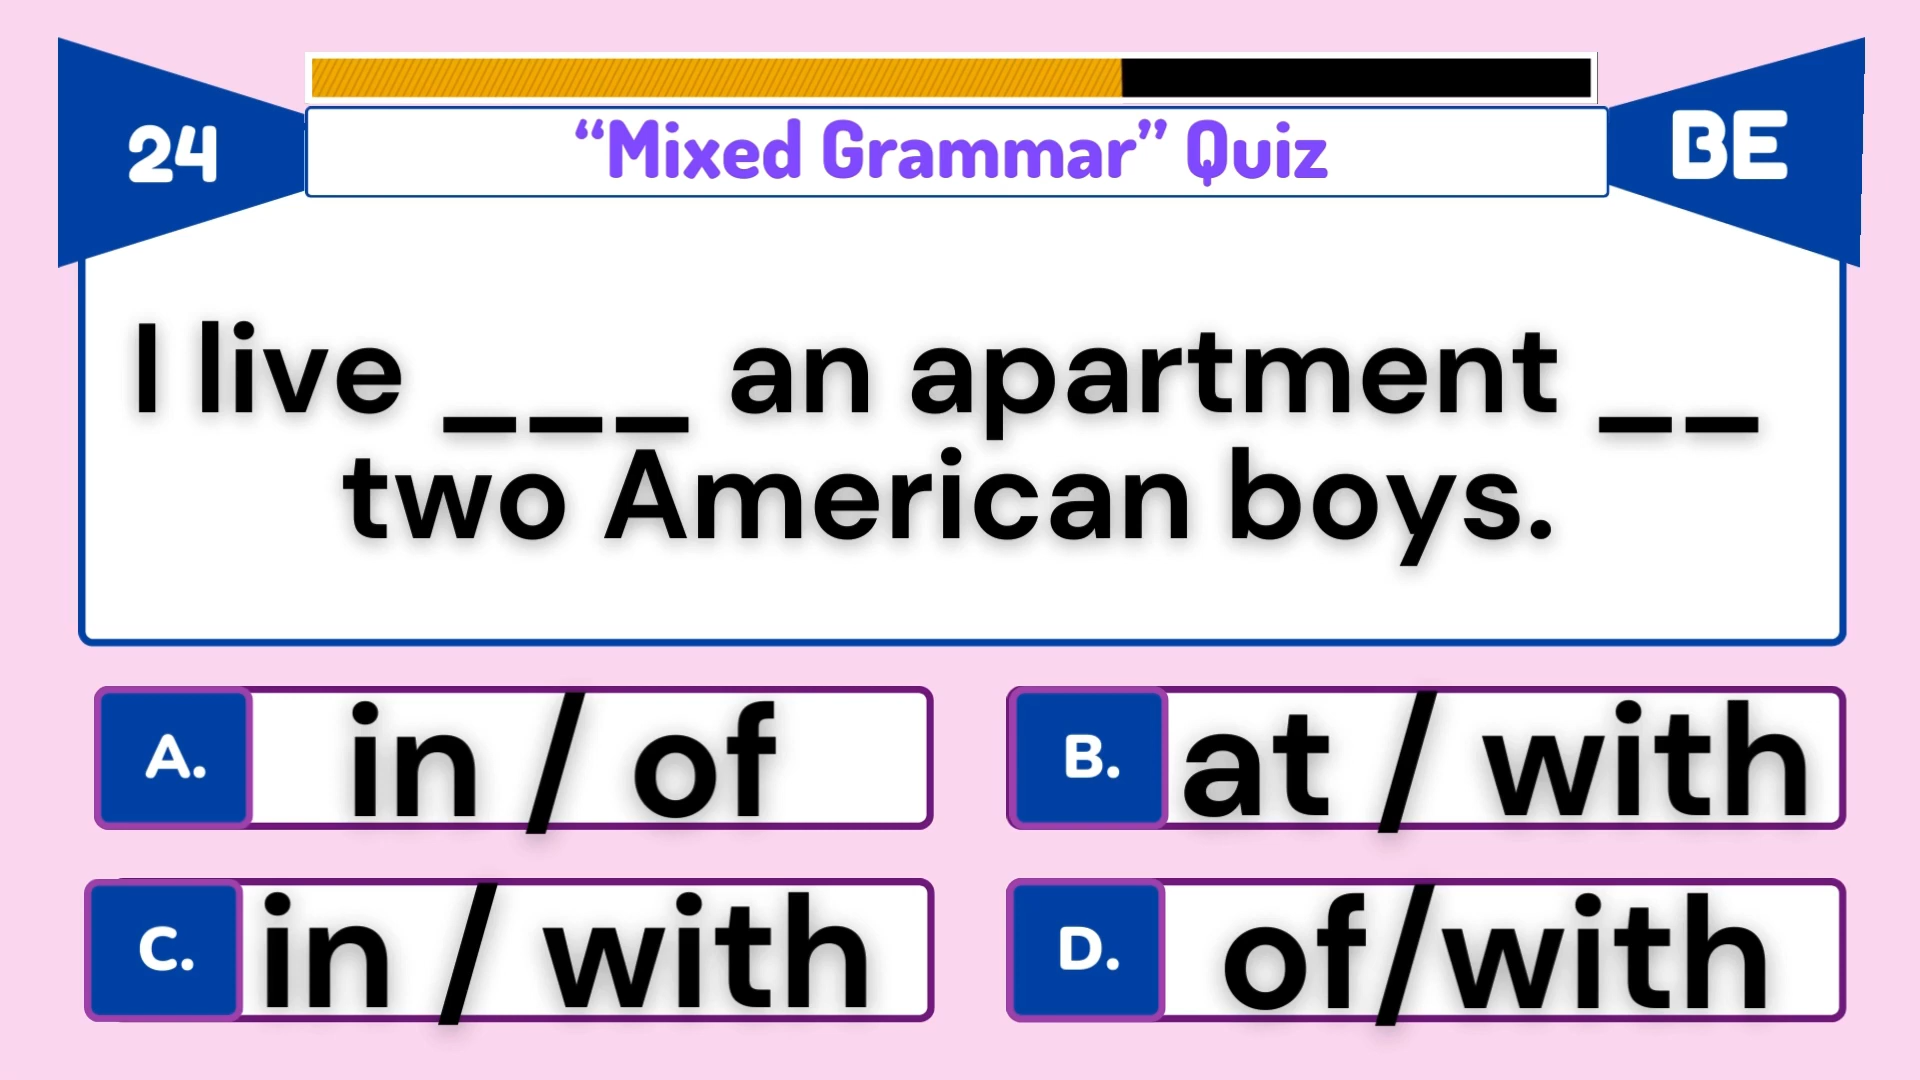 24
“Mixed Grammar” Quiz
BE
I live ___ an apartment __
two American boys.
A. in / of
B. at / with
C. in / with
D. of/with